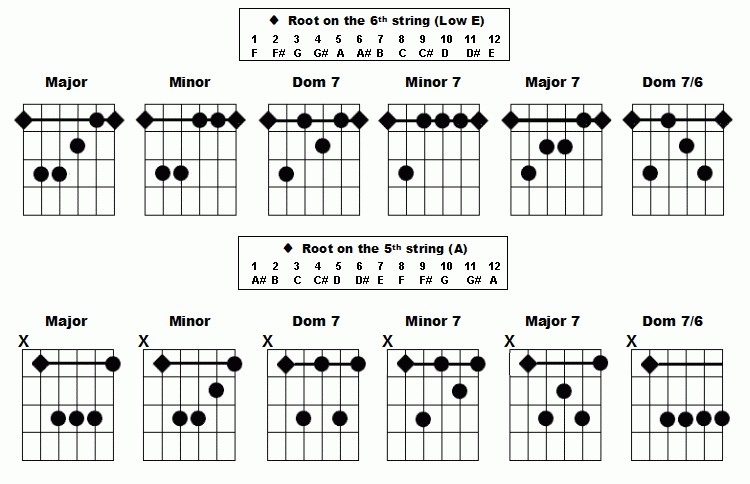 ◆ Root on the 6th string (Low E)
1 2 3 4 5 6 7 8 9 10 11 12
F F# G G# A A# B C C# D D# E
Major Minor Dom 7 Minor 7 Major 7 Dom 7/6
◆ Root on the 5th string (A)
1 2 3 4 5 6 7 8 9 10 11 12
A# B C C# D D# E F F# G G# A
Major Minor Dom 7 Minor 7 Major 7 Dom 7/6
X X X X X X